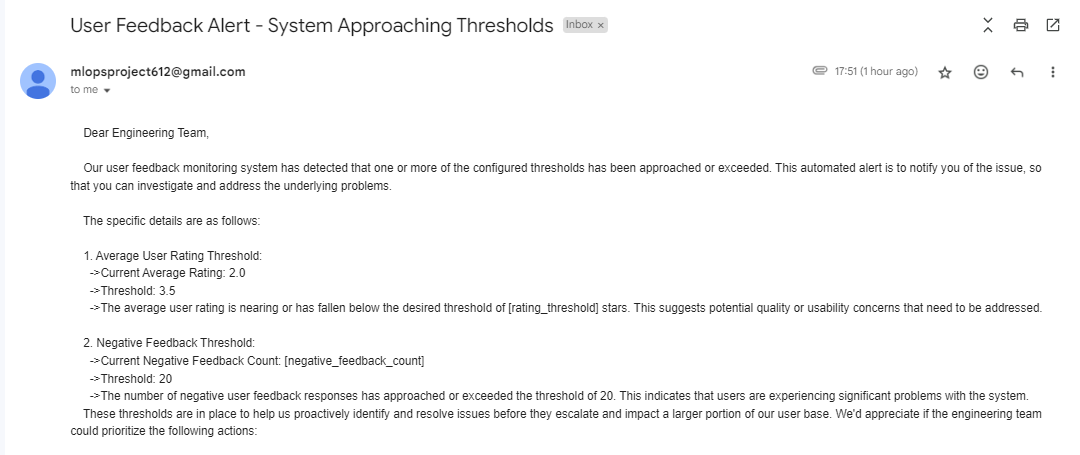 User Feedback Alert - System Approaching Thresholds Inbox ×
mlopsproject612@gmail.com 17:51 (1 hour ago)
to me
Dear Engineering Team,
Our user feedback monitoring system has detected that one or more of the configured thresholds has been approached or exceeded. This automated alert is to notify you of the issue, so
that you can investigate and address the underlying problems.
The specific details are as follows:
1. Average User Rating Threshold:
->Current Average Rating: 2.0
->Threshold: 3.5
->The average user rating is nearing or has fallen below the desired threshold of [rating_threshold] stars. This suggests potential quality or usability concerns that need to be addressed.
2. Negative Feedback Threshold:
->Current Negative Feedback Count: [negative_feedback_count]
->Threshold: 20
->The number of negative user feedback responses has approached or exceeded the threshold of 20. This indicates that users are experiencing significant problems with the system.
These thresholds are in place to help us proactively identify and resolve issues before they escalate and impact a larger portion of our user base. We'd appreciate if the engineering team
could prioritize the following actions: